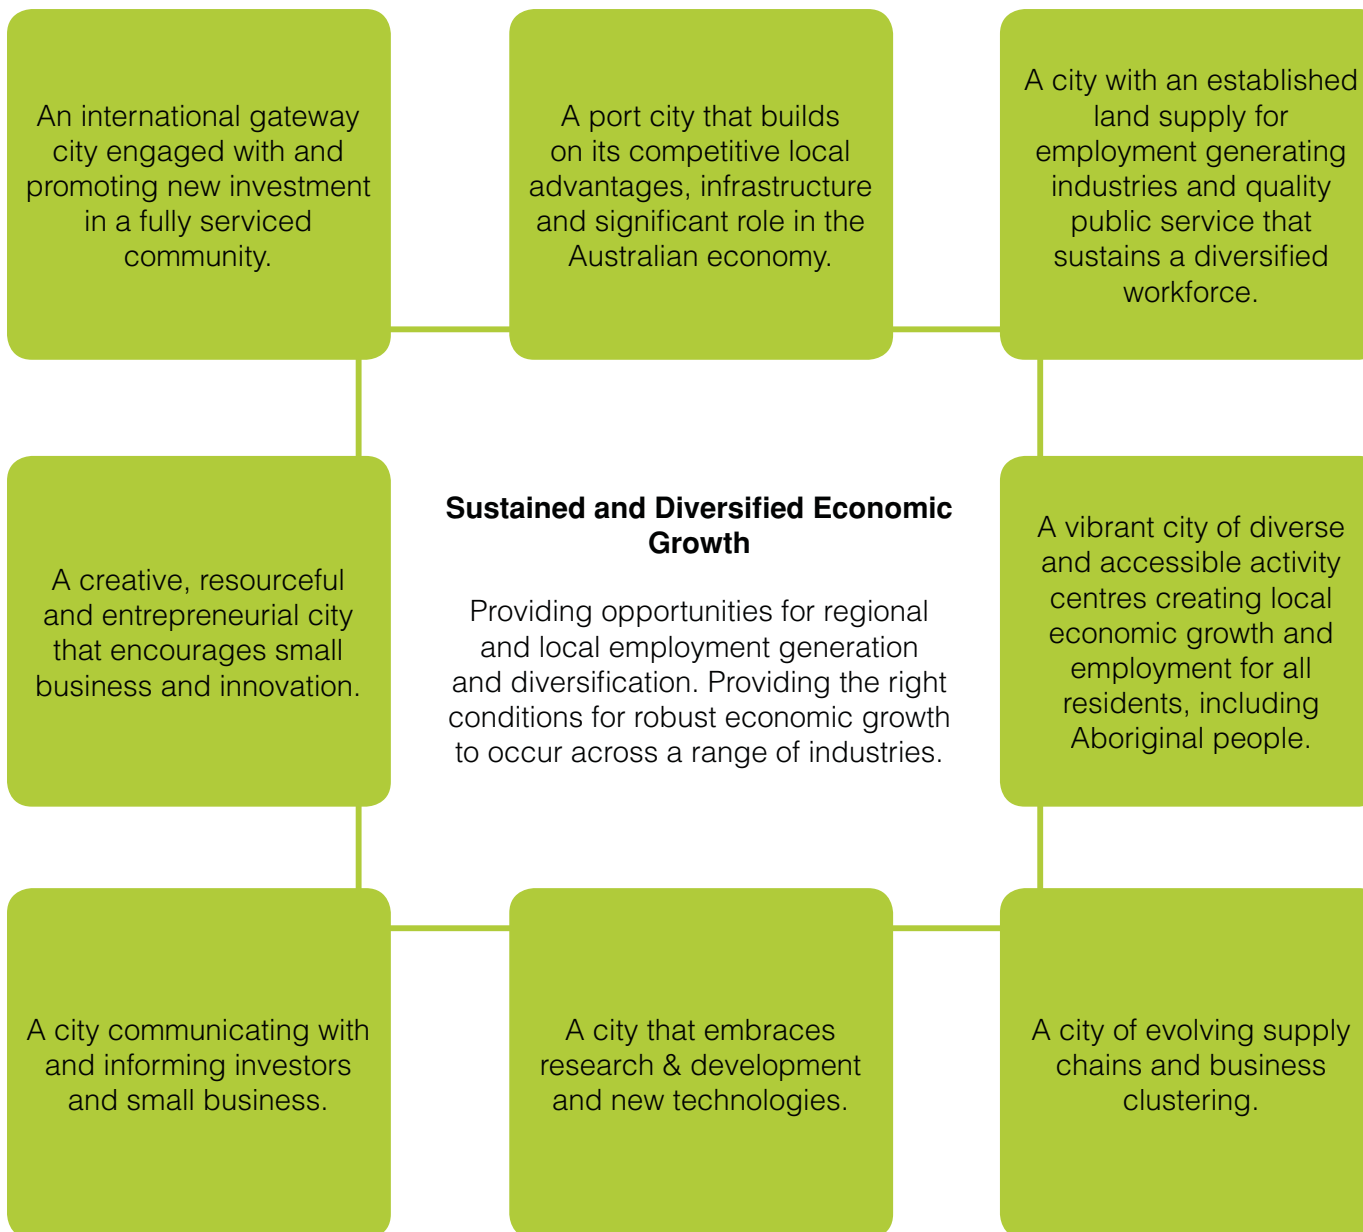 An international gateway
city engaged with and
promoting new investment
in a fully serviced
community.
A port city that builds
on its competitive local
advantages, infrastructure
and significant role in the
Australian economy.
A city with an established
land supply for
employment generating
industries and quality
public service that
sustains a diversified
workforce.
A creative, resourceful
and entrepreneurial city
that encourages small
business and innovation.
Sustained and Diversified Economic
Growth
Providing opportunities for regional
and local employment generation
and diversification. Providing the right
conditions for robust economic growth
to occur across a range of industries.
A vibrant city of diverse
and accessible activity
centres creating local
economic growth and
employment for all
residents, including
Aboriginal people.
A city communicating with
and informing investors
and small business.
A city that embraces
research & development
and new technologies.
A city of evolving supply
chains and business
clustering.